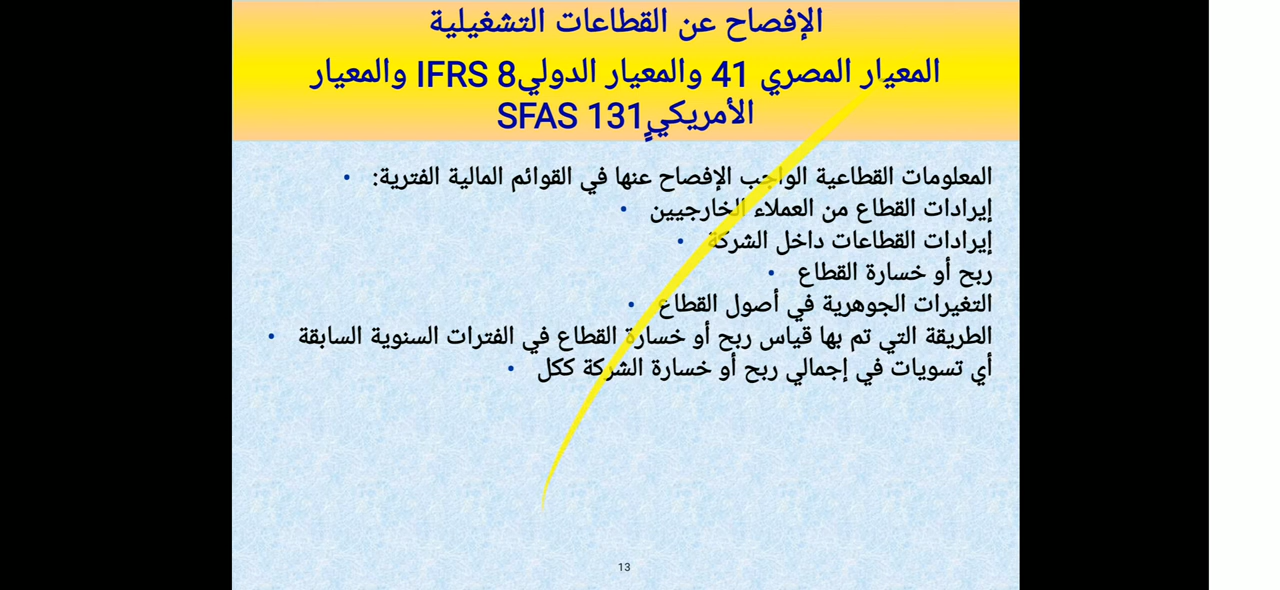 الإفصاح عن القطاعات التشغيلية
المعيار المصري 41 والمعيار الدولي IFRS 8 والمعيار
الأمريكيٍ SFAS 131
المعلومات القطاعية الواجب الإفصاح عنها في القوائم المالية الفترية: •
إيرادات القطاع من العملاء الخارجيين •
إيرادات القطاعات داخل الشركة •
ربح أو خسارة القطاع •
التغيرات الجوهرية في أصول القطاع •
الطريقة التي تم بها قياس ربح أو خسارة القطاع في الفترات السنوية السابقة •
أي تسويات في إجمالي ربح أو خسارة الشركة ككل •
13